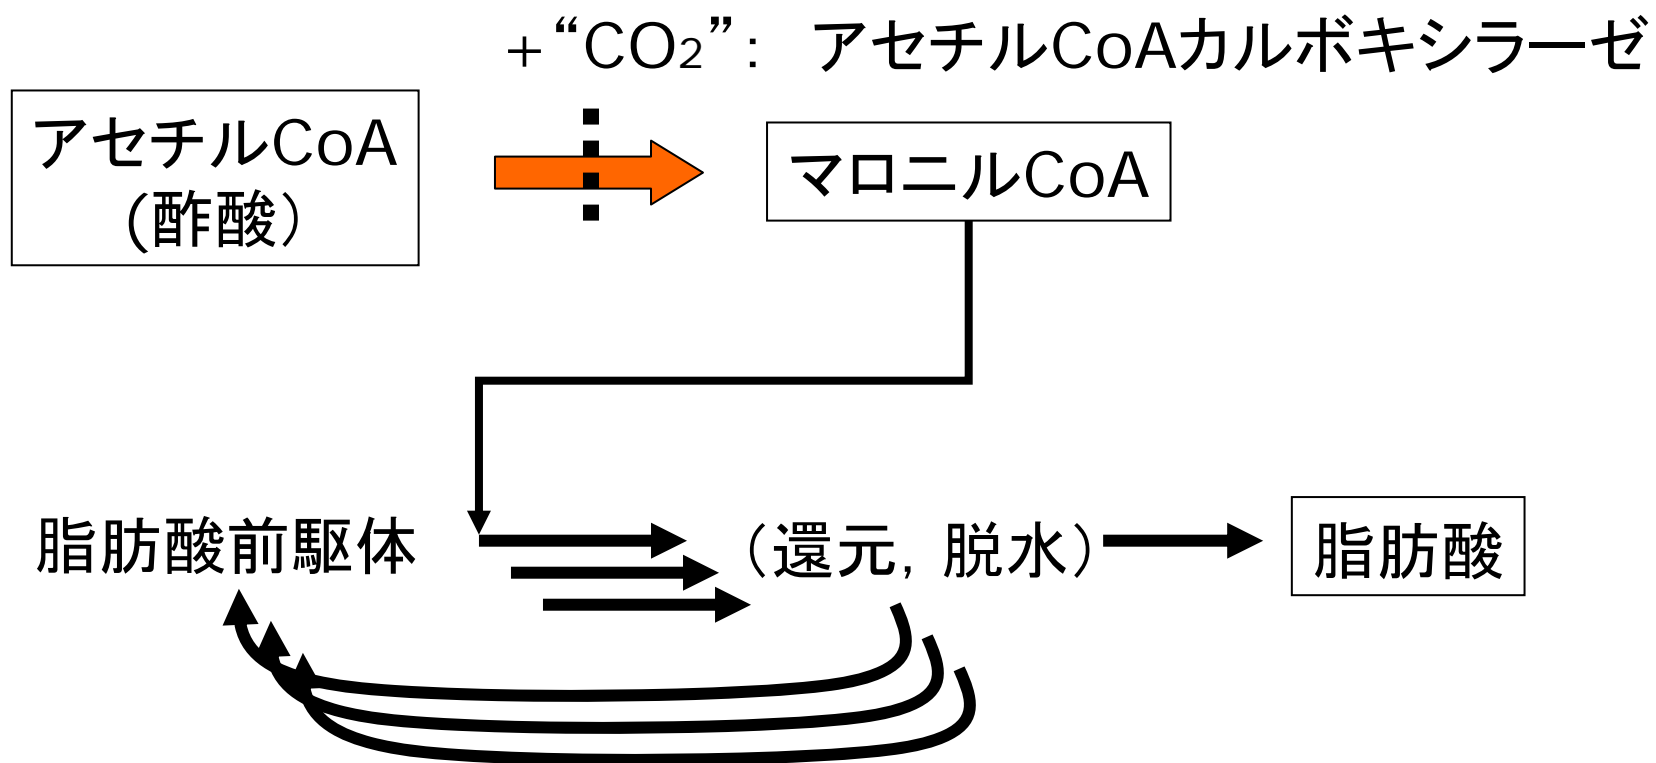 +“CO₂”: アセチルCoAカルボキシラーゼ
アセチルCoA
(酢酸）
マロニルCoA
脂肪酸前駆体
（還元, 脱水）
脂肪酸